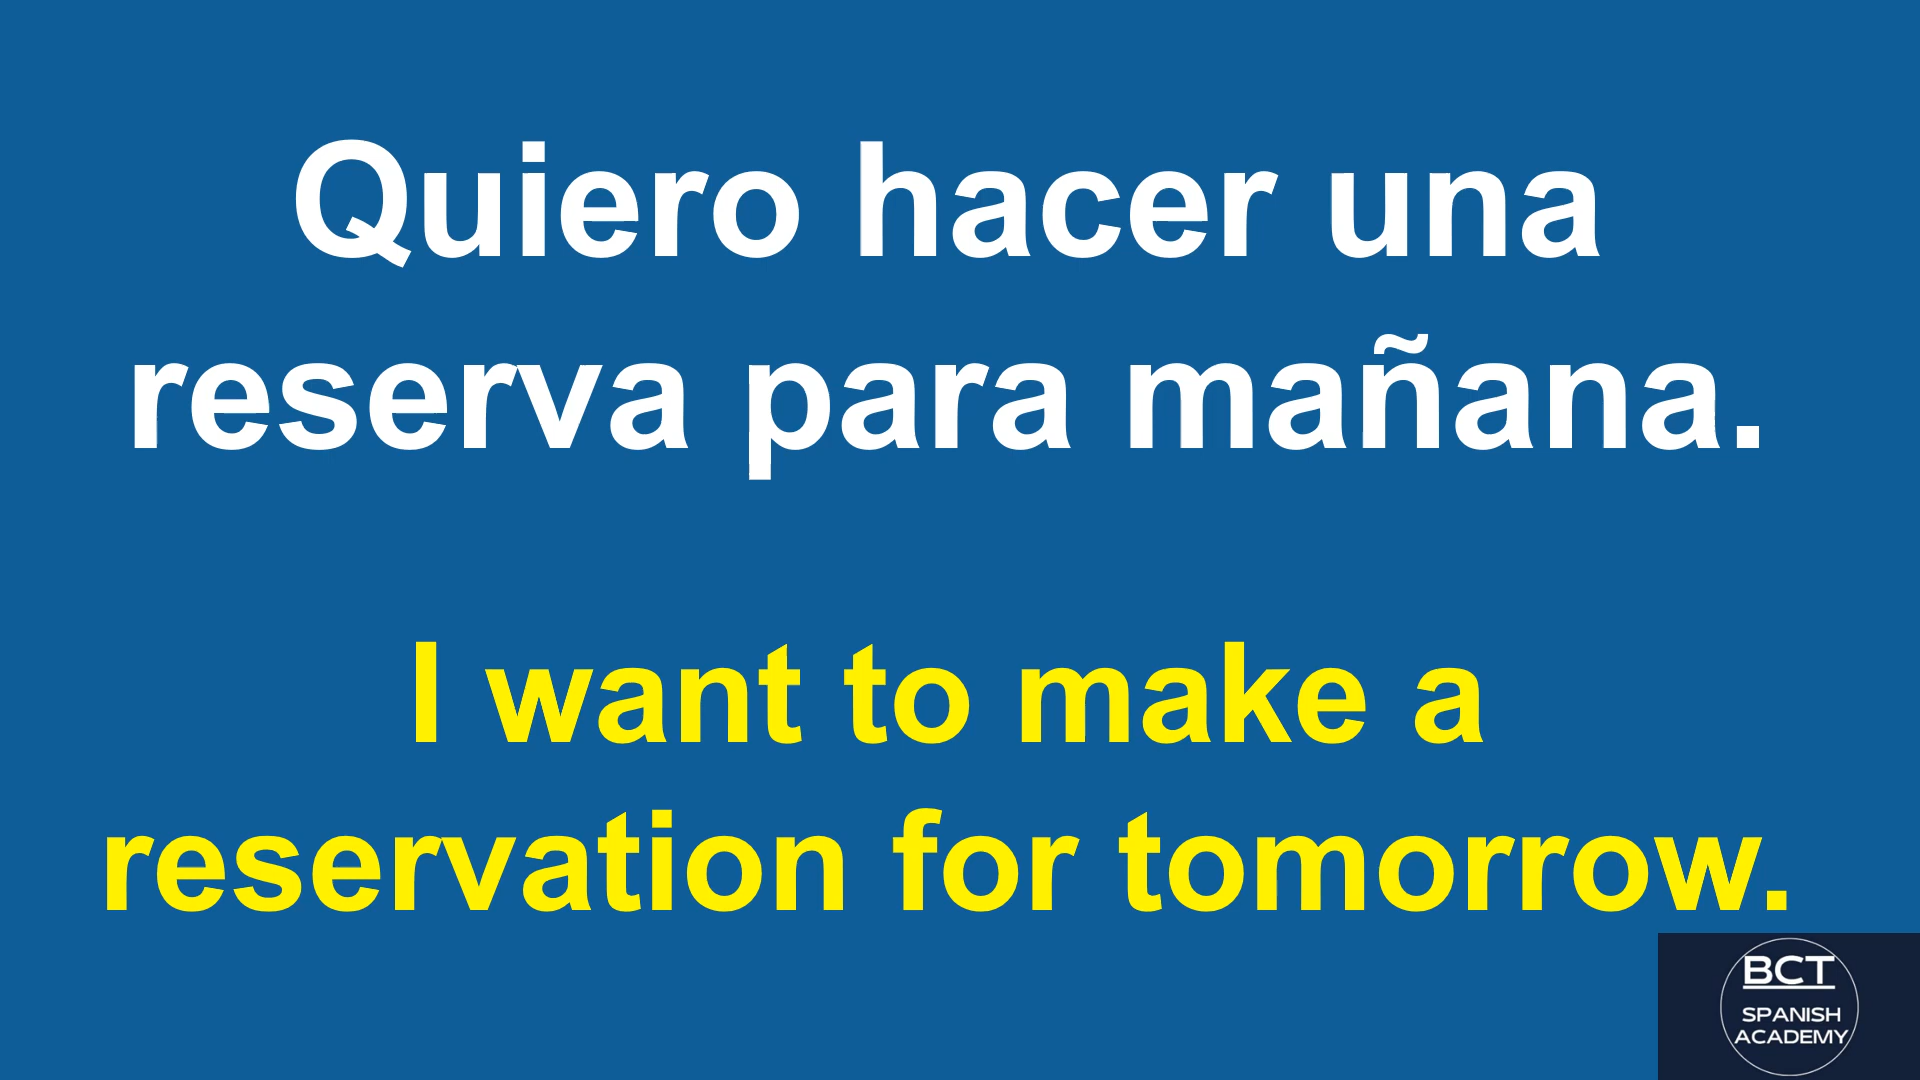 Quiero hacer una
reserva para mañana.
I want to make a
reservation for tomorrow.
BCT
SPANISH
ACADEMY